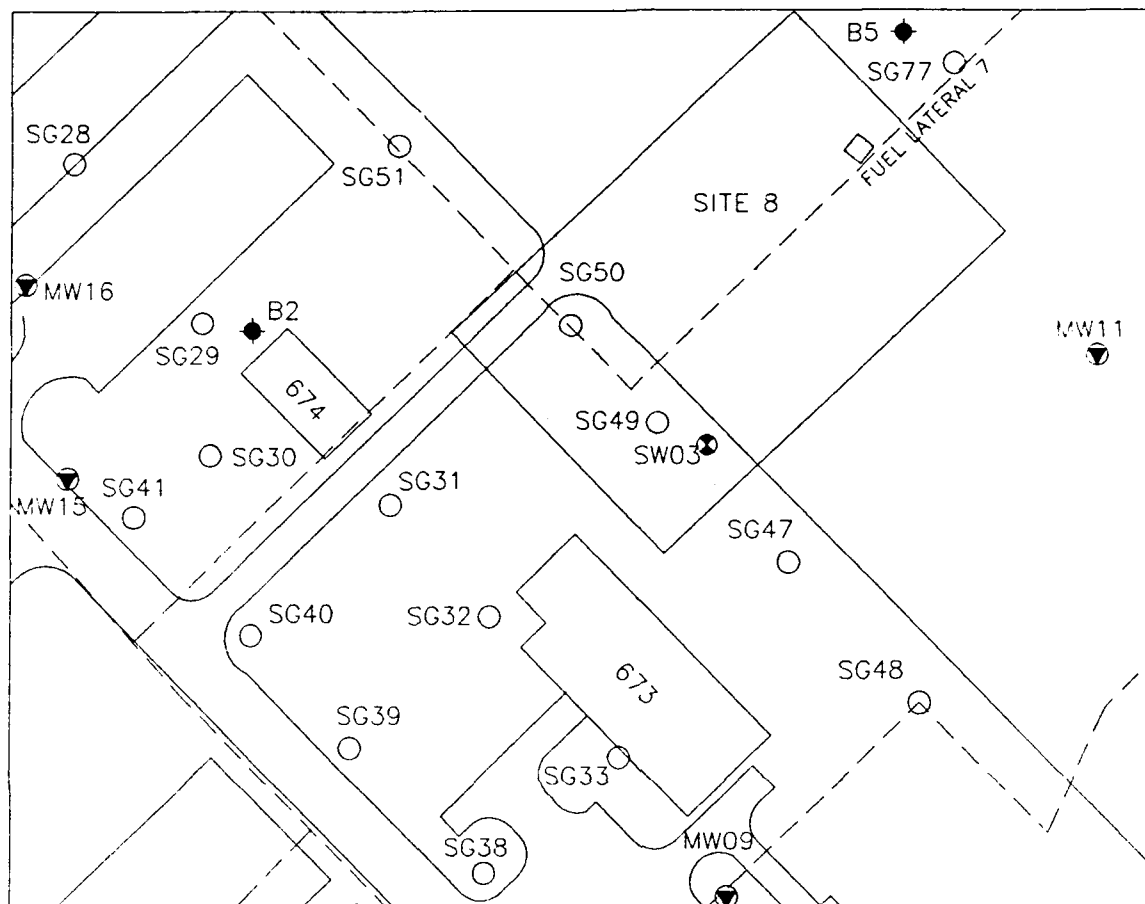 B5
SG77
FUEL LATERAL 7
SG28
SG51
SITE 8
SG50
MW16
B2
SG29
MW11
674
SG49
SW03
SG30
SG31
MW15
SG41
SG47
SG40
SG32
673
SG48
SG39
SG33
MW09
SG38